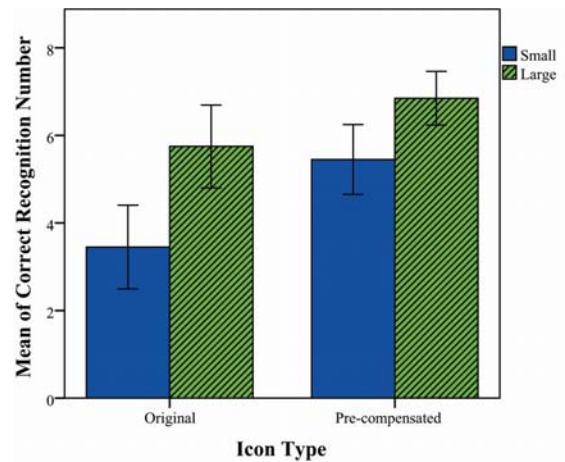 Mean of Correct Recognition Number
8
6
4
2
0
Small
Large
Original
Pre-compensated
Icon Type